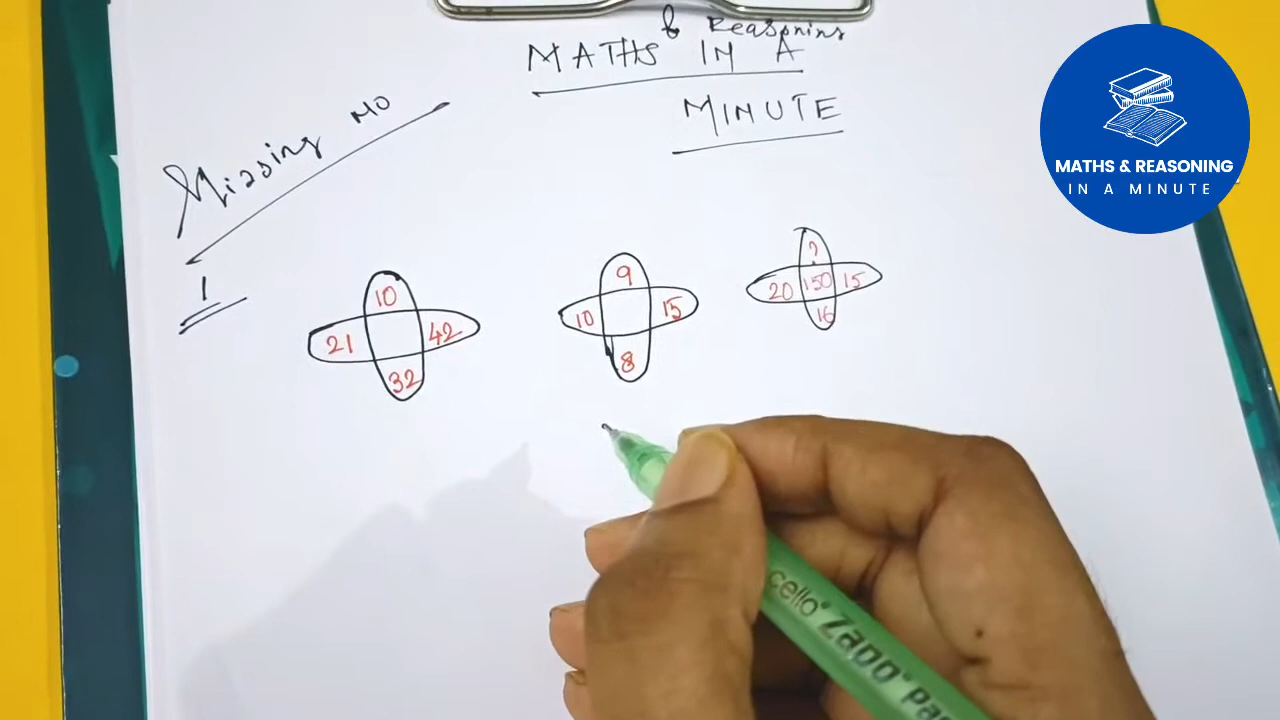 & Reasoning
MATHS IN A
MINUTE
Missing NO
1
10
21 42
32
9
10 15
8
?
20 150 15
16
MATHS & REASONING
IN A MINUTE
cello Zapp